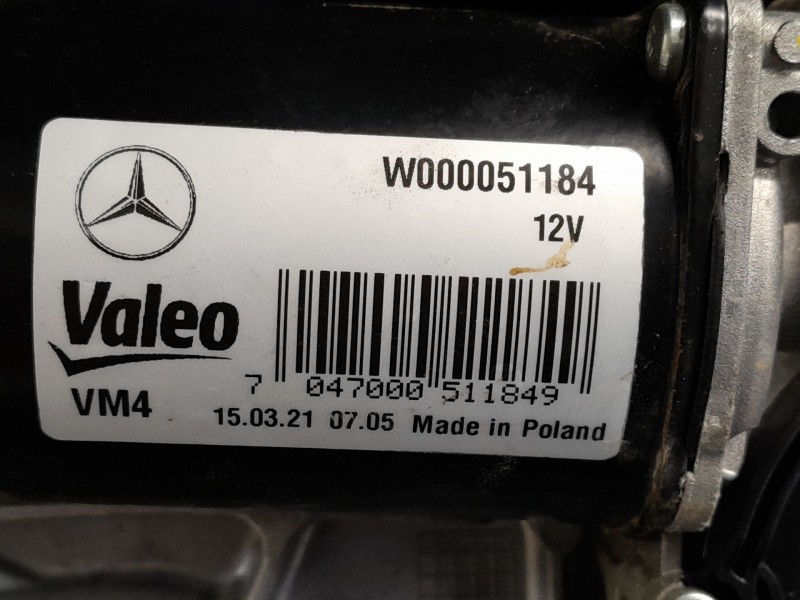 W000051184
12V
Valeo
7 047000 511849
VM4
15.03.21 07.05 Made in Poland